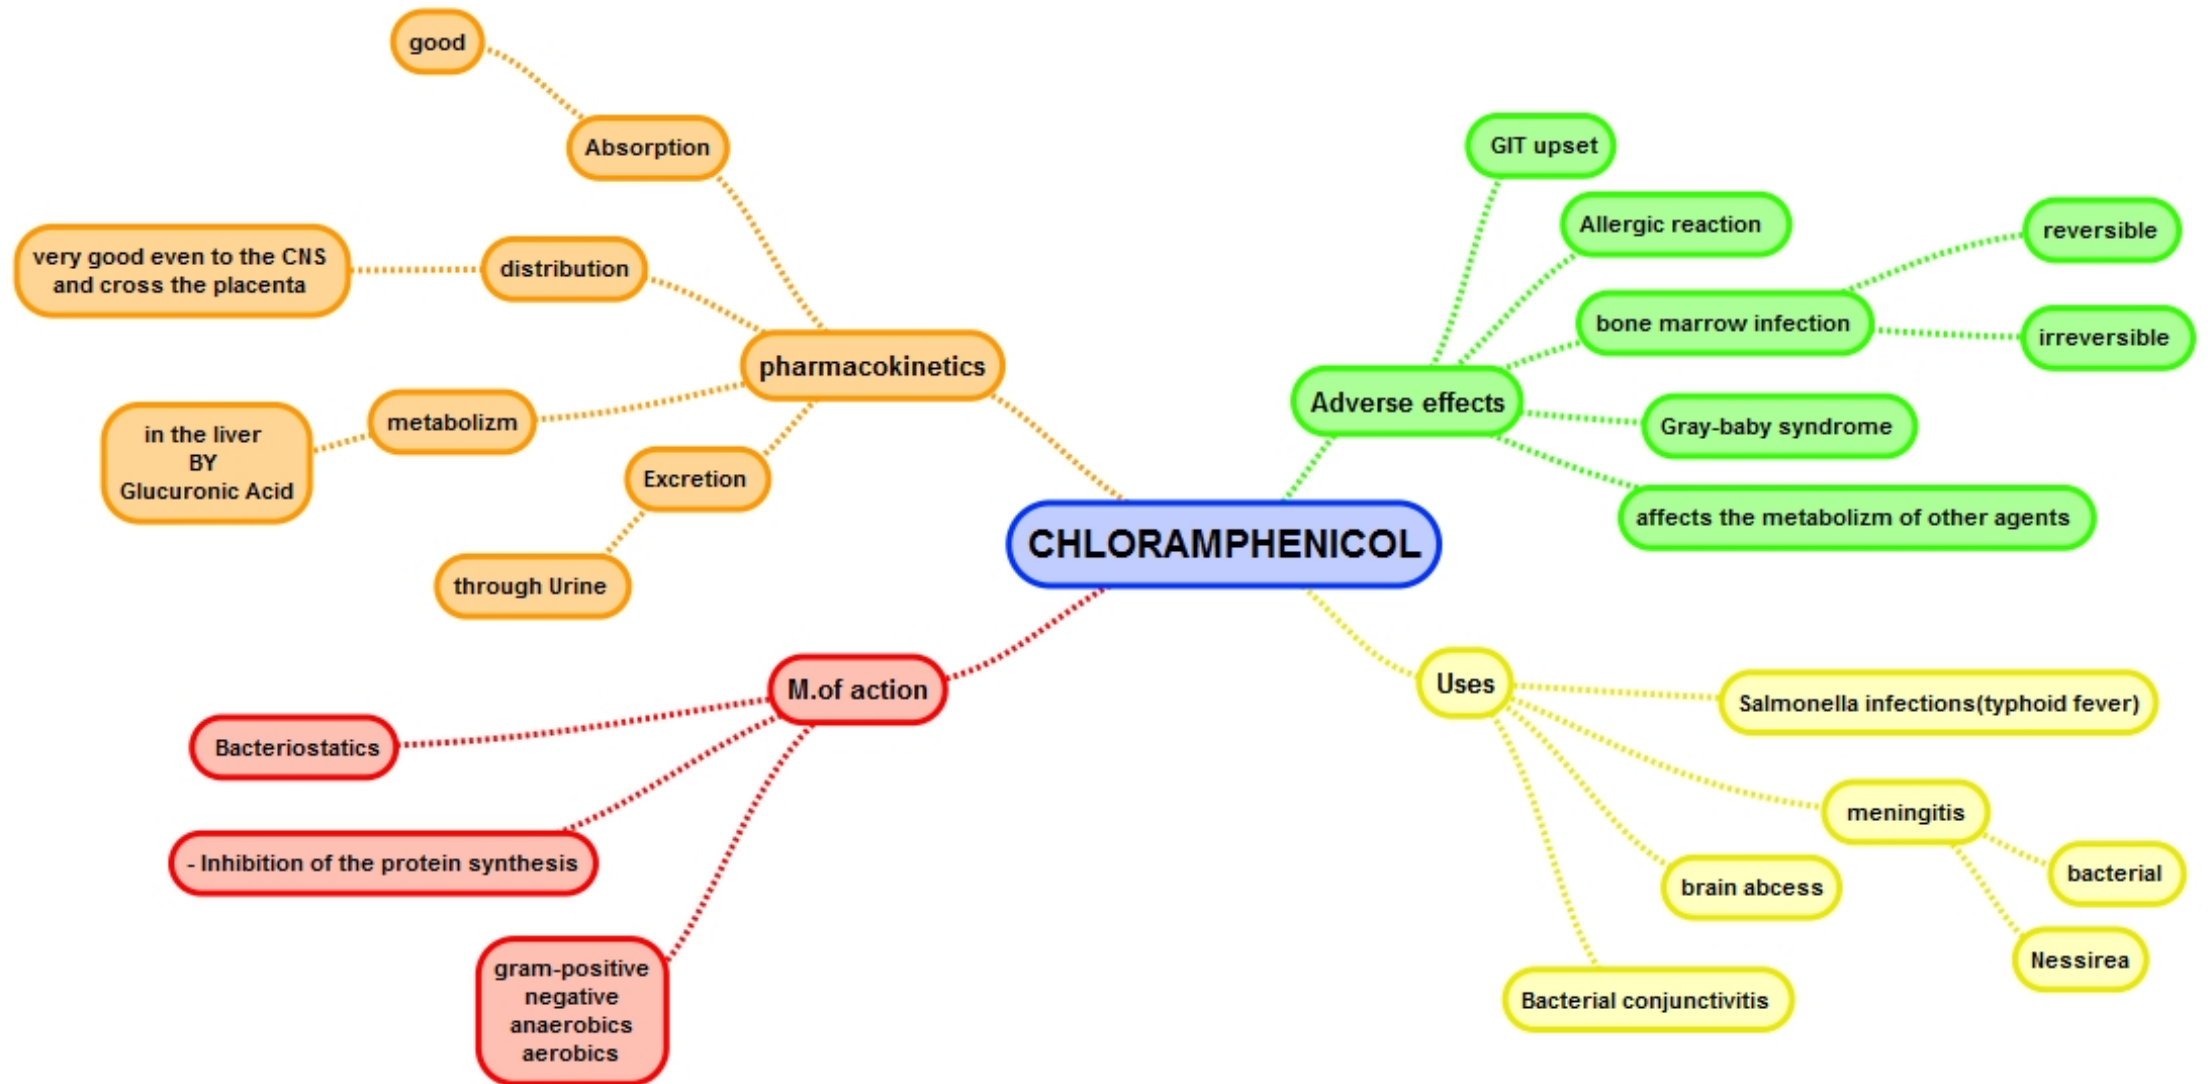 good
Absorption
very good even to the CNS
and cross the placenta
distribution
pharmacokinetics
metabolizm
in the liver
BY
Glucuronic Acid
Excretion
through Urine
GIT upset
Allergic reaction
reversible
bone marrow infection
irreversible
Adverse effects
Gray-baby syndrome
affects the metabolizm of other agents
CHLORAMPHENICOL
M.of action
Bacteriostatics
- Inhibition of the protein synthesis
gram-positive
negative
anaerobics
aerobics
Uses
Salmonella infections(typhoid fever)
meningitis
bacterial
Nessirea
brain abcess
Bacterial conjunctivitis